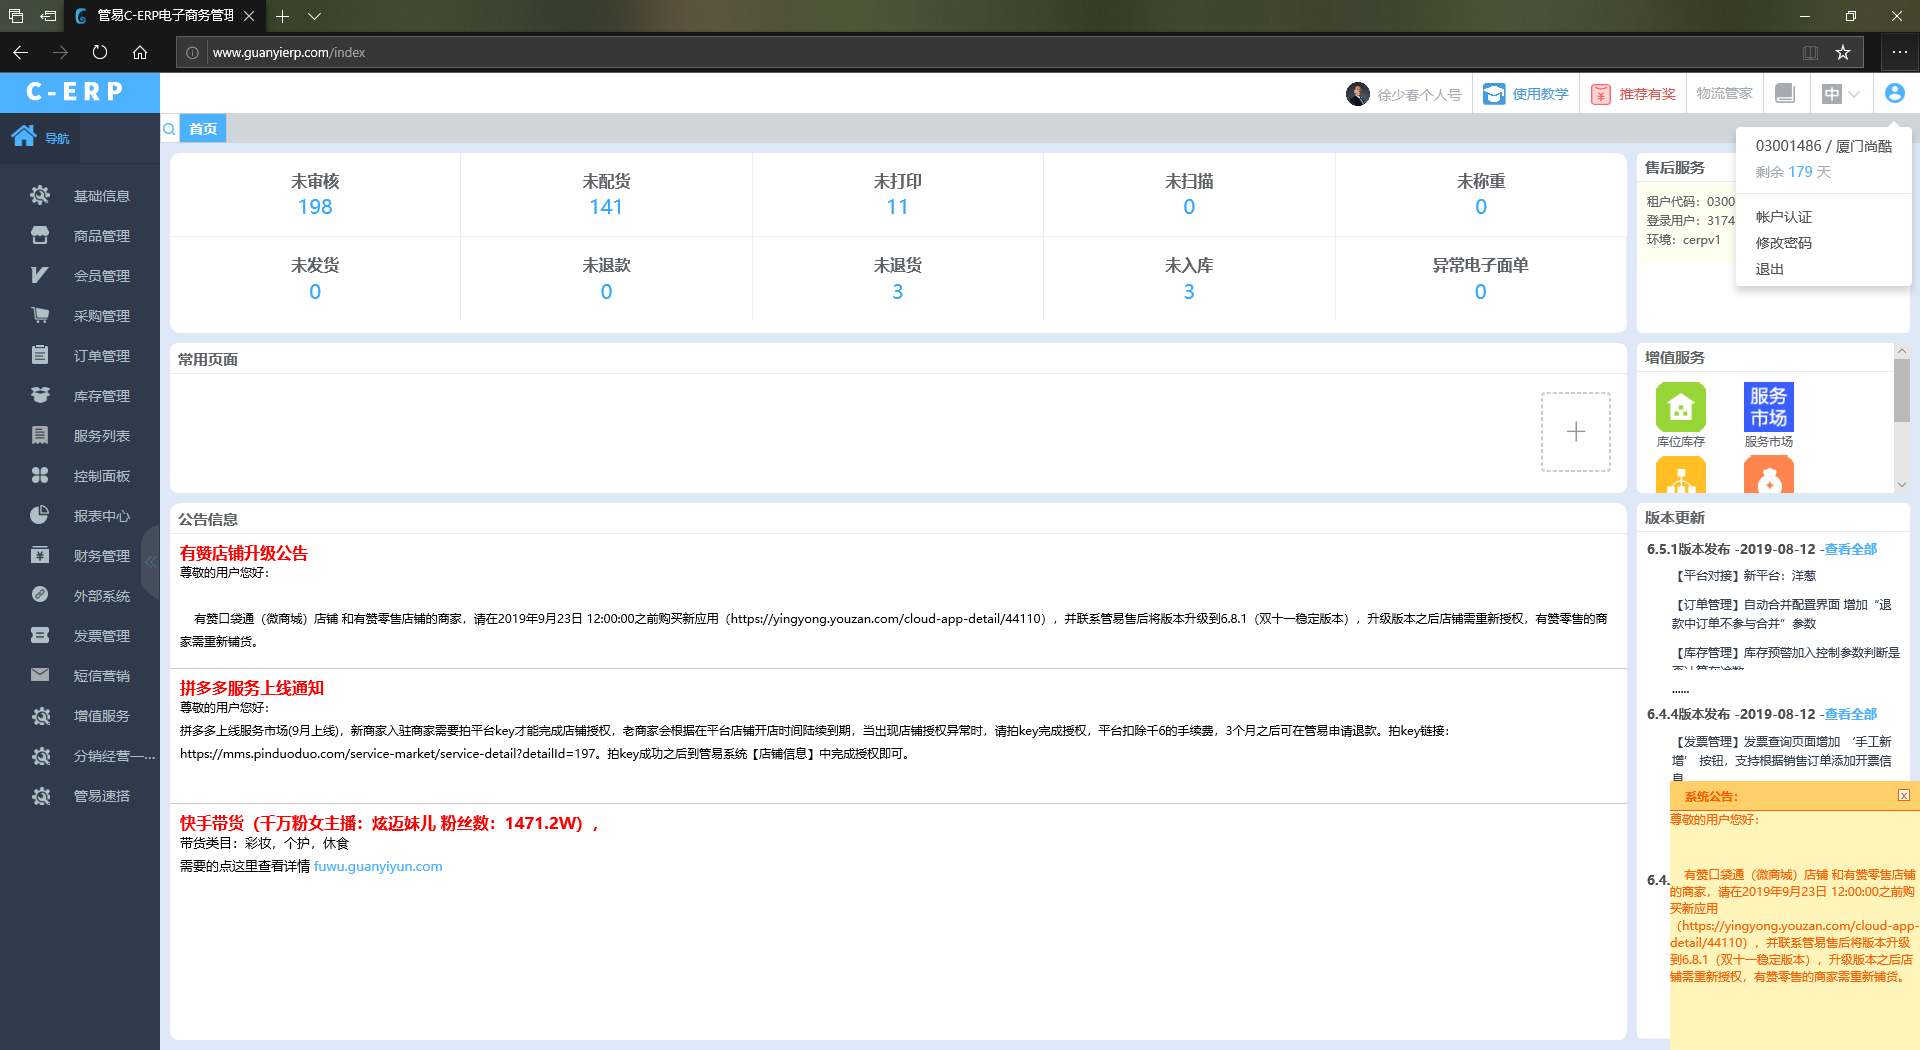 管易C-ERP电子商务管理
www.guanyierp.com/index
C-ERP
徐少春个人号
使用教学
推荐有奖
物流管家
中
导航
首页
03001486 / 厦门尚酷
剩余 179 天
帐户认证
修改密码
退出
基础信息
商品管理
会员管理
采购管理
订单管理
库存管理
服务列表
控制面板
报表中心
财务管理
外部系统
发票管理
短信营销
增值服务
分销经营一...
管易速搭
未审核
198
未配货
141
未打印
11
未扫描
0
未称重
0
未发货
0
未退款
0
未退货
3
未入库
3
异常电子面单
0
售后服务
租户代码：0300
登录用户：3174
环境：cerpv1
常用页面
增值服务
服务
市场
库位库存
服务市场
公告信息
有赞店铺升级公告
尊敬的用户您好：
有赞口袋通（微商城）店铺 和有赞零售店铺的商家，请在2019年9月23日 12:00:00之前购买新应用（https://yingyong.youzan.com/cloud-app-detail/44110），并联系管易售后将版本升级到6.8.1（双十一稳定版本），升级版本之后店铺需重新授权，有赞零售的商
家需重新铺货。
拼多多服务上线通知
尊敬的用户您好：
拼多多上线服务市场(9月上线)，新商家入驻商家需要拍平台key才能完成店铺授权，老商家会根据在平台店铺开店时间陆续到期，当出现店铺授权异常时，请拍key完成授权，平台扣除千6的手续费，3个月之后可在管易申请退款。拍key链接：
https://mms.pinduoduo.com/service-market/service-detail?detailId=197。拍key成功之后到管易系统【店铺信息】中完成授权即可。
快手带货（千万粉女主播：炫迈妹儿 粉丝数：1471.2W），
带货类目：彩妆，个护，休食
需要的点这里查看详情 fuwu.guanyiyun.com
版本更新
6.5.1版本发布 -2019-08-12 -查看全部
【平台对接】新平台：洋葱
【订单管理】自动合并配置界面 增加“退
款中订单不参与合并”参数
【库存管理】库存预警加入控制参数判断是
......
6.4.4版本发布 -2019-08-12 -查看全部
【发票管理】发票查询页面增加 ‘手工新
增’ 按钮，支持根据销售订单添加开票信
息
6.4.
系统公告：
尊敬的用户您好：
有赞口袋通（微商城）店铺 和有赞零售店铺
的商家，请在2019年9月23日 12:00:00之前购
买新应用
（https://yingyong.youzan.com/cloud-app-
detail/44110），并联系管易售后将版本升级
到6.8.1（双十一稳定版本），升级版本之后店
铺需重新授权，有赞零售的商家需重新铺货。